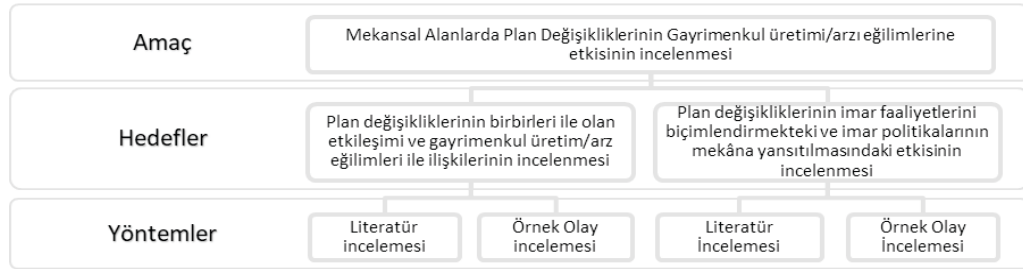 Amaç
Mekansal Alanlarda Plan Değişikliklerinin Gayrimenkul üretimi/arzı eğilimlerine
etkisinin incelenmesi
Hedefler
Plan değişikliklerinin birbirleri ile olan
etkileşimi ve gayrimenkul üretim/arz
eğilimleri ile ilişkilerinin incelenmesi
Plan değişikliklerinin imar faaliyetlerini
biçimlendirmekteki ve imar politikalarının
mekâna yansıtılmasındaki etkisinin
incelenmesi
Yöntemler
Literatür
incelemesi
Örnek Olay
incelemesi
Literatür
İncelemesi
Örnek Olay
İncelemesi